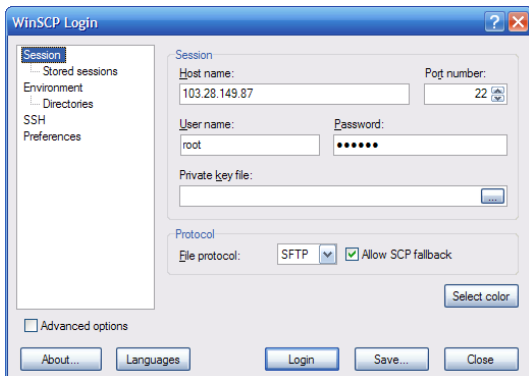 WinSCP Login
Session
Stored sessions
Environment
Directories
SSH
Preferences
Session
Host name:
Port number:
103.28.149.87
22
User name:
Password:
root
••••••
Private key file:
...
Protocol
File protocol:
SFTP
Allow SCP fallback
Select color
Advanced options
About...
Languages
Login
Save...
Close